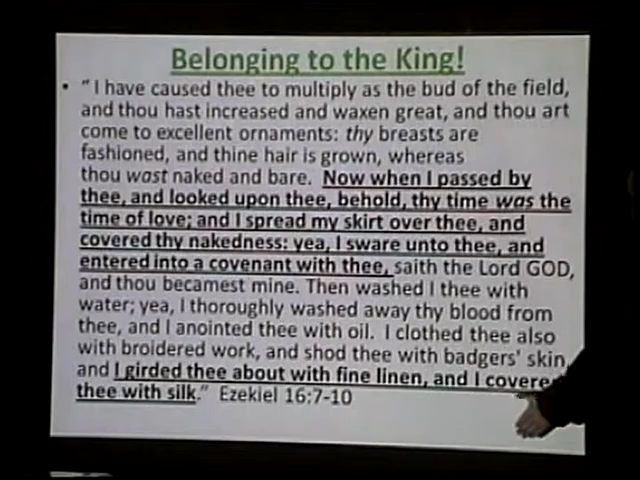 Belonging to the King!
• " I have caused thee to multiply as the bud of the field,
and thou hast increased and waxen great, and thou art
come to excellent ornaments: thy breasts are
fashioned, and thine hair is grown, whereas
thou wast naked and bare. Now when I passed by
thee, and looked upon thee, behold, thy time was the
time of love; and I spread my skirt over thee, and
covered thy nakedness: yea, I sware unto thee, and
entered into a covenant with thee, saith the Lord GOD,
and thou becamest mine. Then washed I thee with
water; yea, I thoroughly washed away thy blood from
thee, and I anointed thee with oil. I clothed thee also
with broidered work, and shod thee with badgers' skin,
and I girded thee about with fine linen, and I covere
thee with silk." Ezekiel 16:7-10